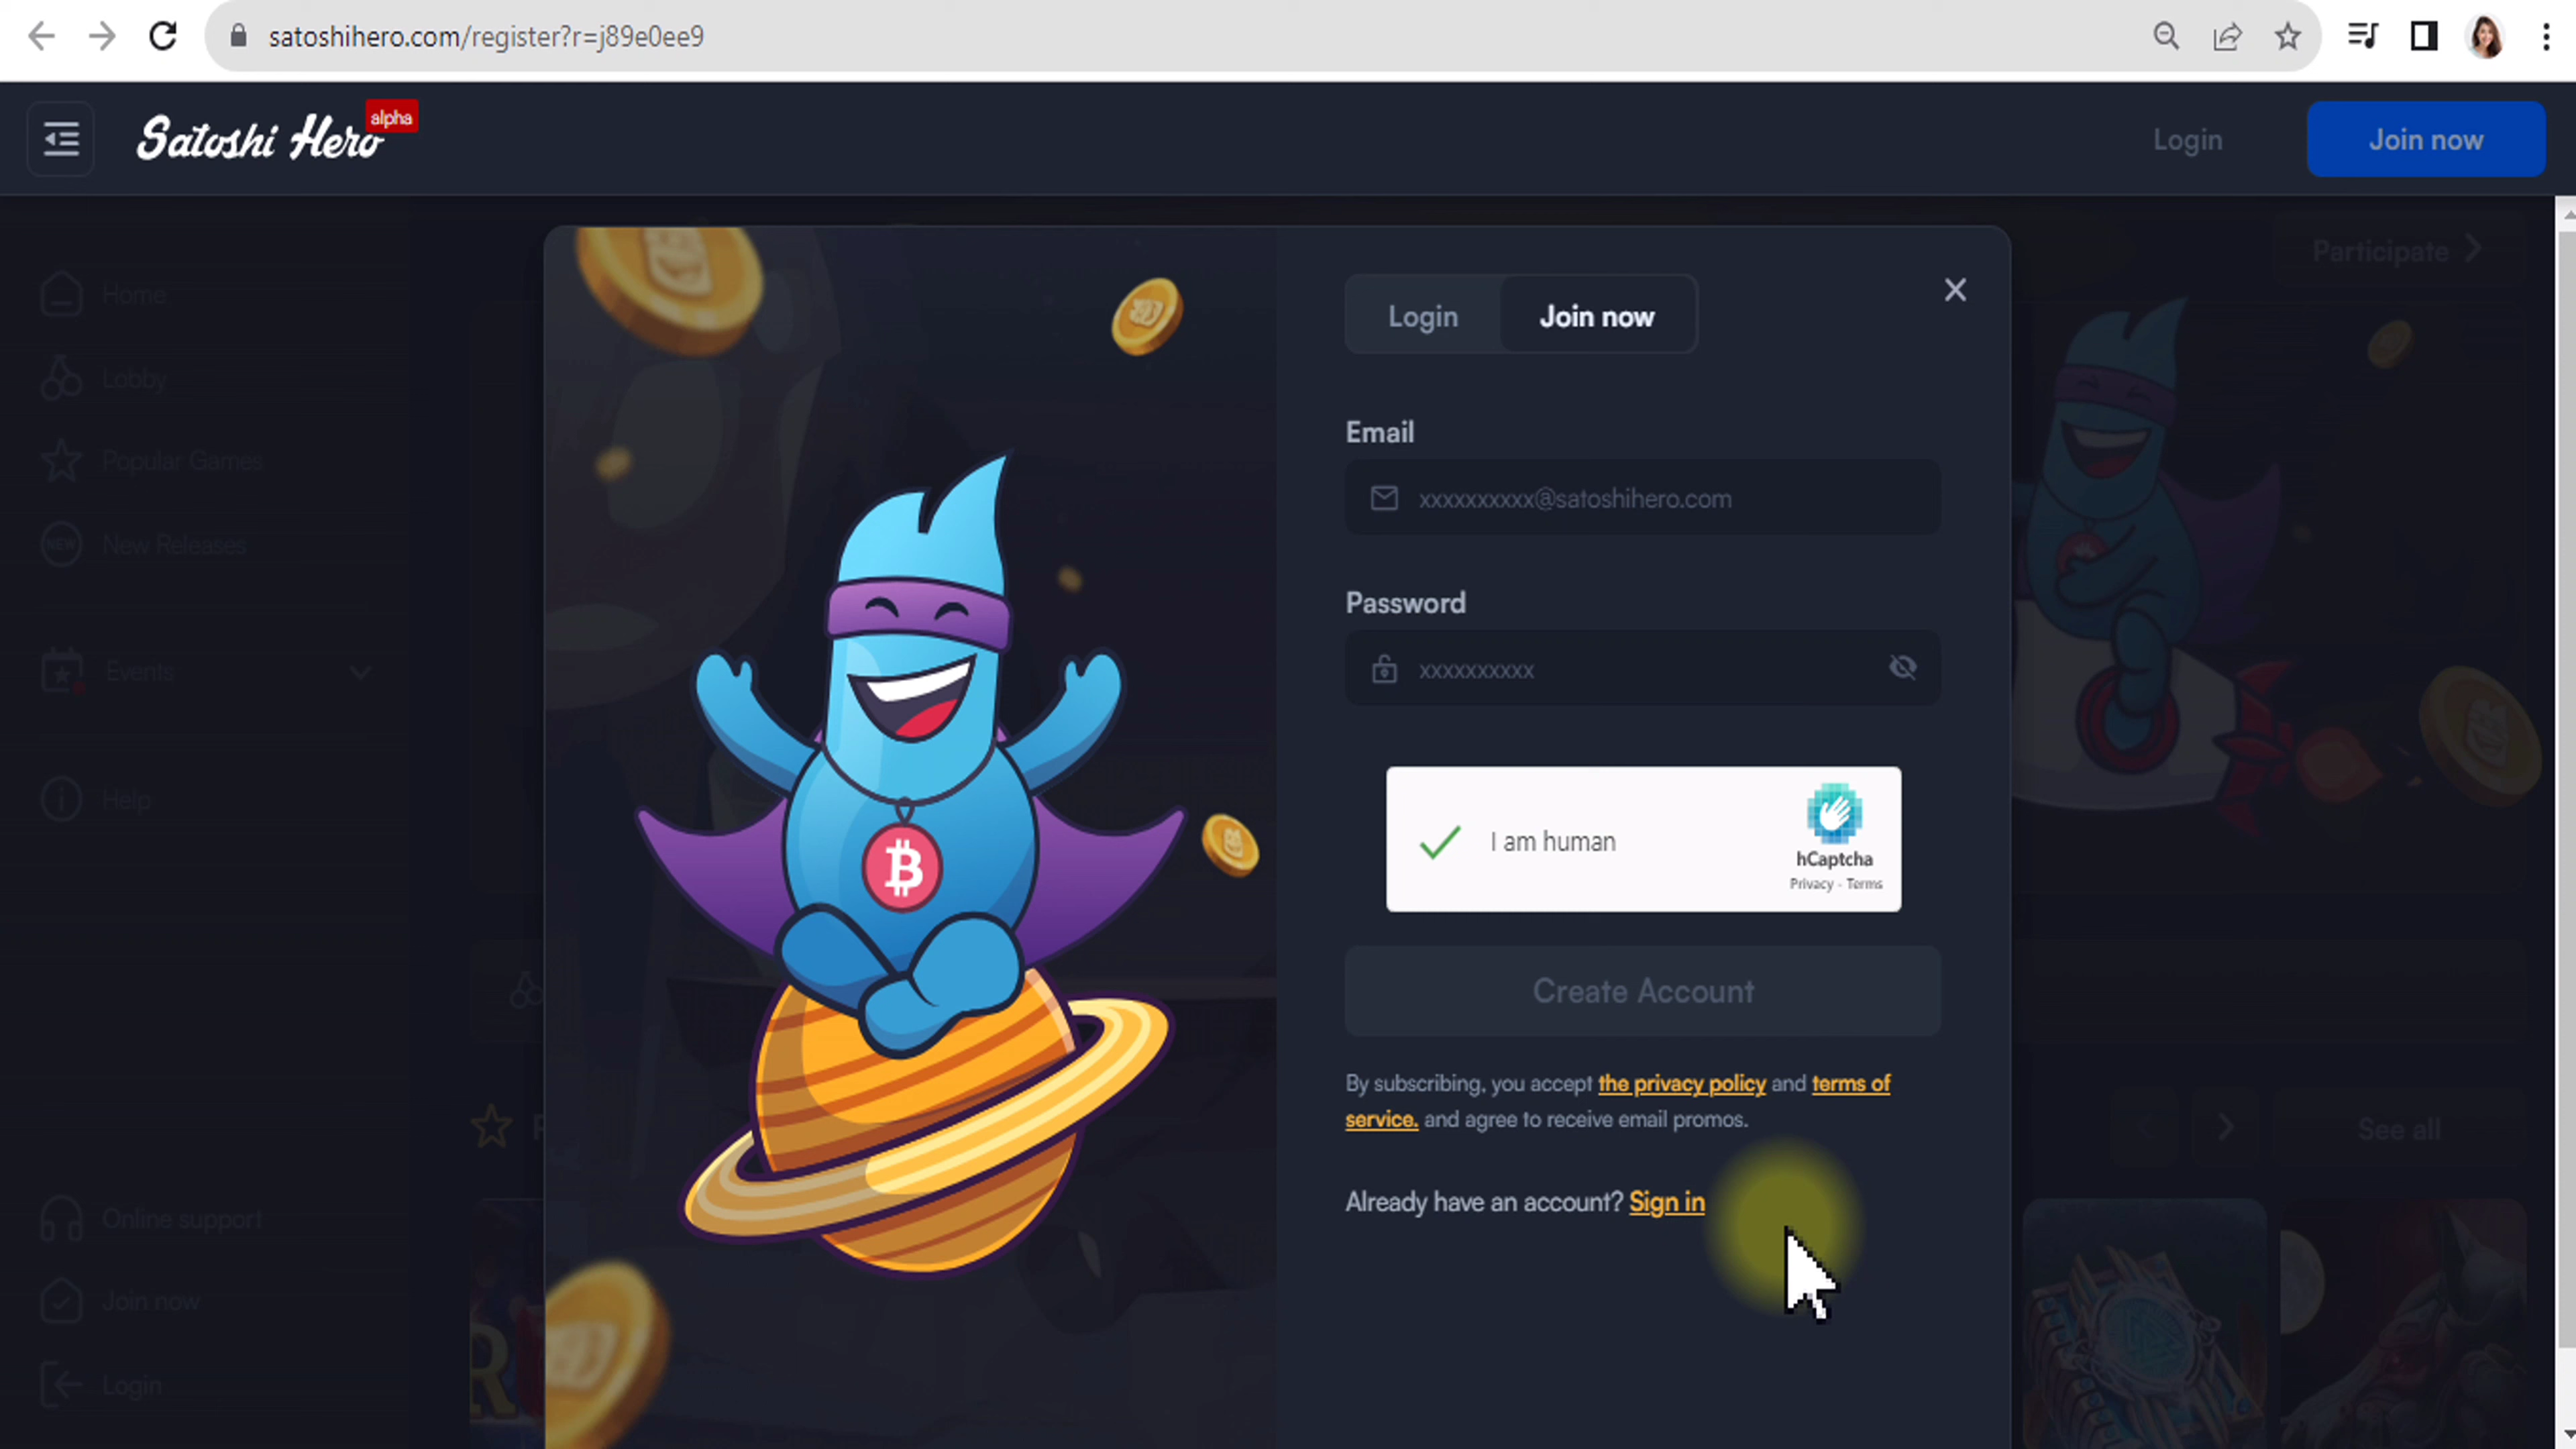 satoshihero.com/register?r=j89e0ee9
Satoshi Hero
alpha
Login
Join now
Participate
Home
Lobby
Popular Games
NEW
New Releases
Events
Help
Online support
Join now
Login
Login
Join now
Email
xxxxxxxxxx@satoshihero.com
Password
xxxxxxxxxx
I am human
hCaptcha
Privacy - Terms
Create Account
By subscribing, you accept the privacy policy and terms of
service. and agree to receive email promos.
Already have an account? Sign in
See all